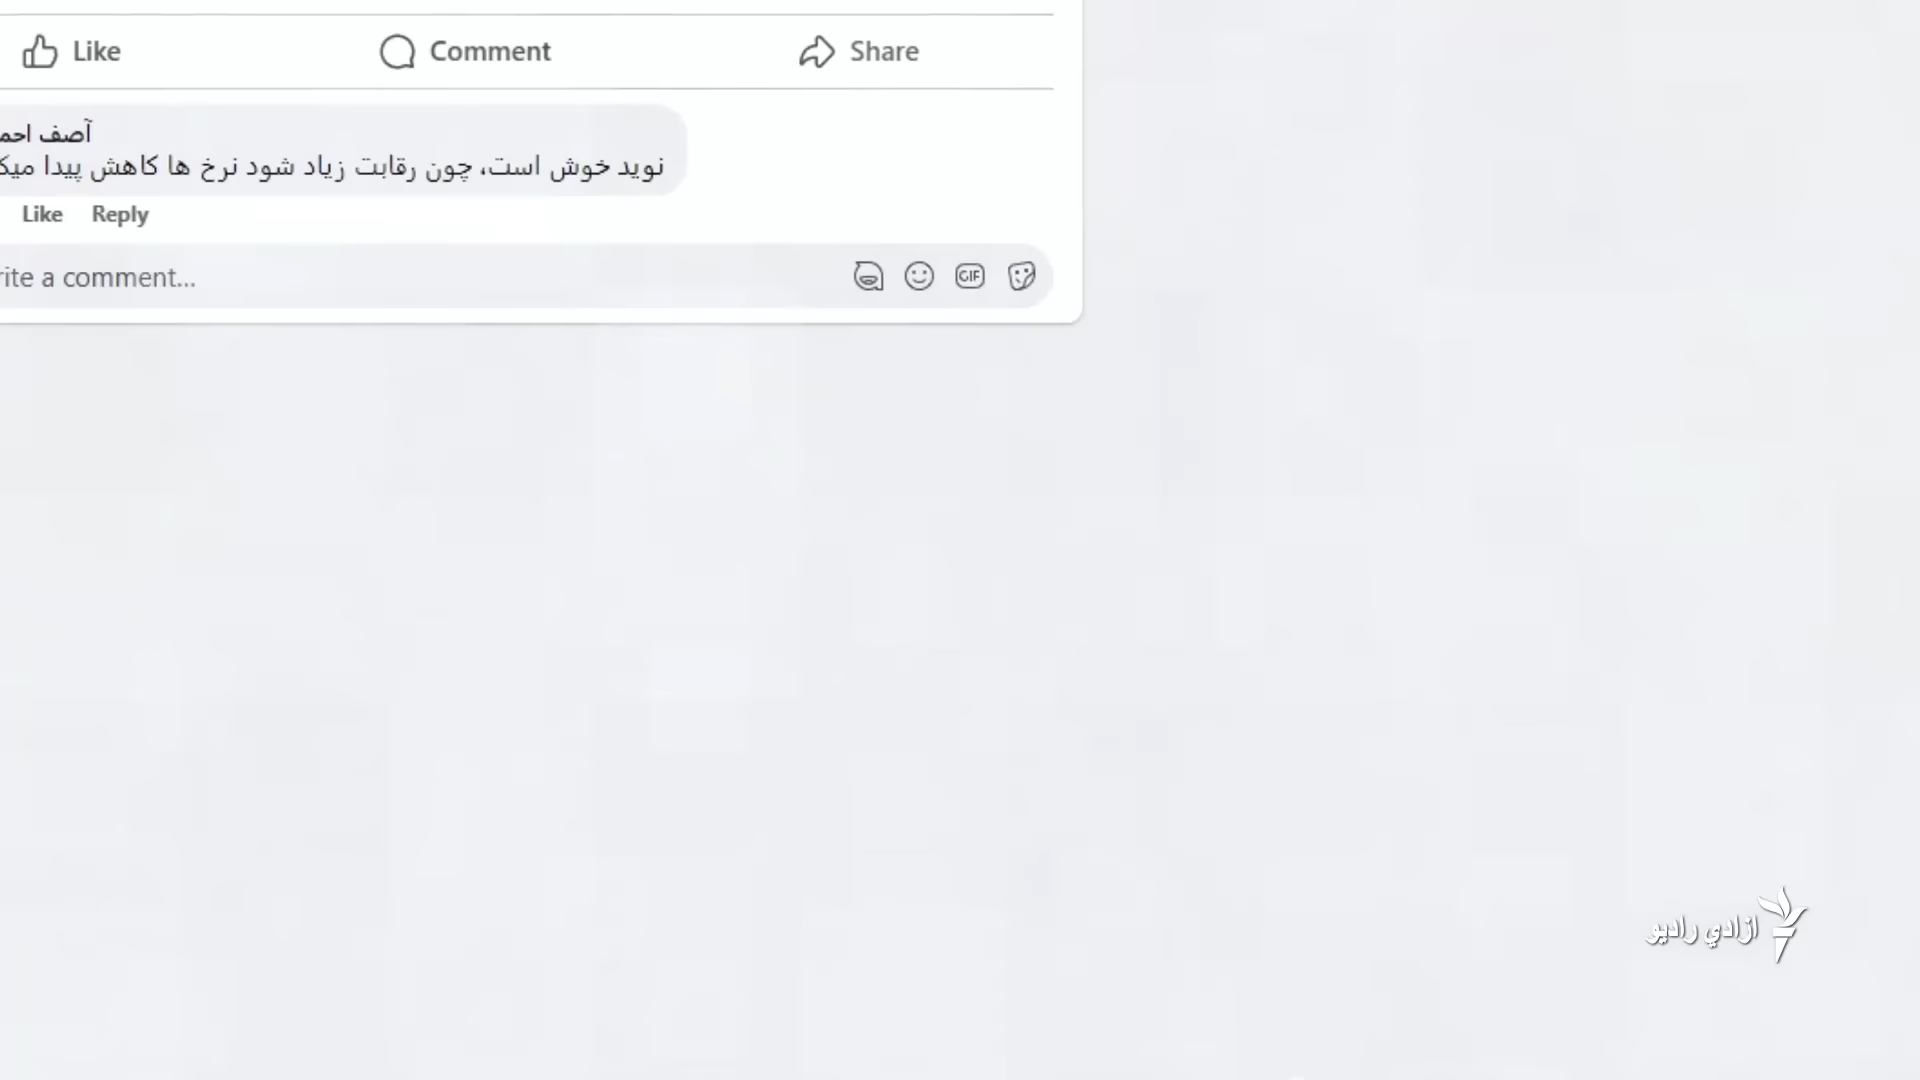 Like
Comment
Share
آصف
نوید خوش است، چون رقابت زیاد شود نرخ ها کاهش پیدا
Like Reply
a comment...
GIF
ازادي راديو